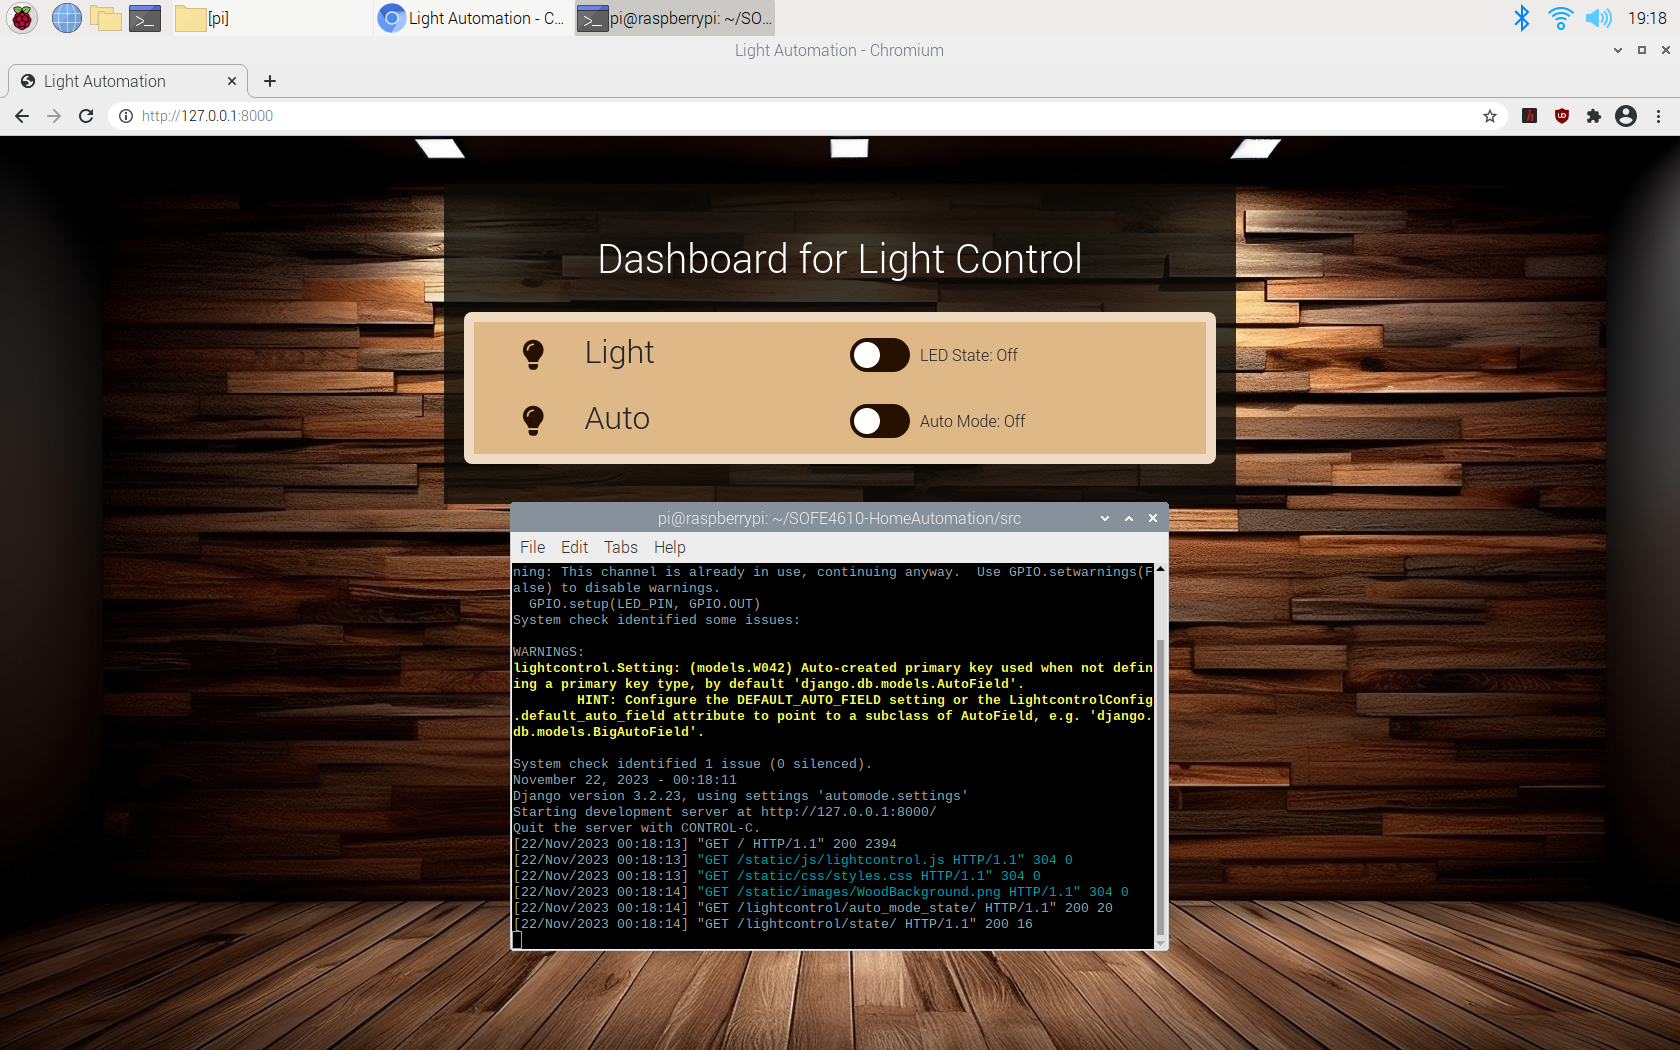 [pi]
Light Automation - C...
pi@raspberrypi: ~/SO...
19:18
Light Automation - Chromium
Light Automation
http://127.0.0.1:8000
Dashboard for Light Control
Light
LED State: Off
Auto
Auto Mode: Off
pi@raspberrypi: ~/SOFE4610-HomeAutomation/src
File Edit Tabs Help
ning: This channel is already in use, continuing anyway.  Use GPIO.setwarnings(F
alse) to disable warnings.
  GPIO.setup(LED_PIN, GPIO.OUT)
System check identified some issues:
WARNINGS:
lightcontrol.Setting: (models.W042) Auto-created primary key used when not defin
ing a primary key type, by default 'django.db.models.AutoField'.
        HINT: Configure the DEFAULT_AUTO_FIELD setting or the LightcontrolConfig
.default_auto_field attribute to point to a subclass of AutoField, e.g. 'django.
db.models.BigAutoField'.
System check identified 1 issue (0 silenced).
November 22, 2023 - 00:18:11
Django version 3.2.23, using settings 'automode.settings'
Starting development server at http://127.0.0.1:8000/
Quit the server with CONTROL-C.
[22/Nov/2023 00:18:13] "GET / HTTP/1.1" 200 2394
[22/Nov/2023 00:18:13] "GET /static/js/lightcontrol.js HTTP/1.1" 304 0
[22/Nov/2023 00:18:13] "GET /static/css/styles.css HTTP/1.1" 304 0
[22/Nov/2023 00:18:14] "GET /static/images/WoodBackground.png HTTP/1.1" 304 0
[22/Nov/2023 00:18:14] "GET /lightcontrol/auto_mode_state/ HTTP/1.1" 200 20
[22/Nov/2023 00:18:14] "GET /lightcontrol/state/ HTTP/1.1" 200 16